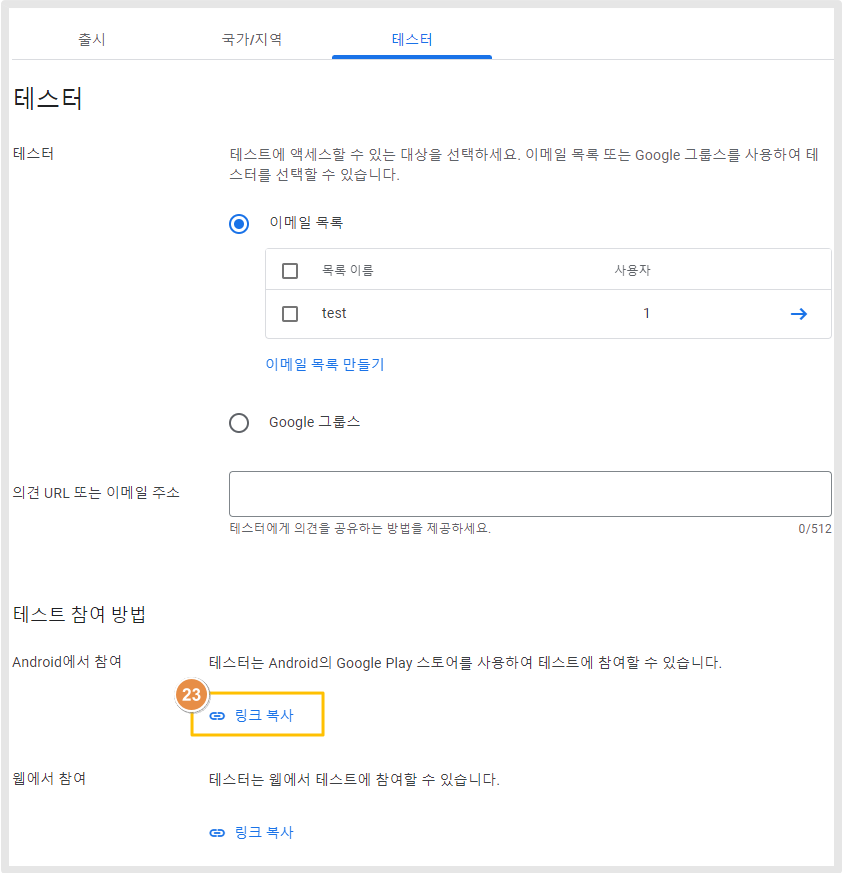 출시 국가/지역 테스터
테스터
테스터
테스트에 액세스할 수 있는 대상을 선택하세요. 이메일 목록 또는 Google 그룹스를 사용하여 테
스터를 선택할 수 있습니다.
이메일 목록
목록 이름 사용자
test 1
이메일 목록 만들기
Google 그룹스
의견 URL 또는 이메일 주소
테스터에게 의견을 공유하는 방법을 제공하세요. 0/512
테스트 참여 방법
Android에서 참여 테스터는 Android의 Google Play 스토어를 사용하여 테스트에 참여할 수 있습니다.
23
링크 복사
웹에서 참여 테스터는 웹에서 테스트에 참여할 수 있습니다.
링크 복사